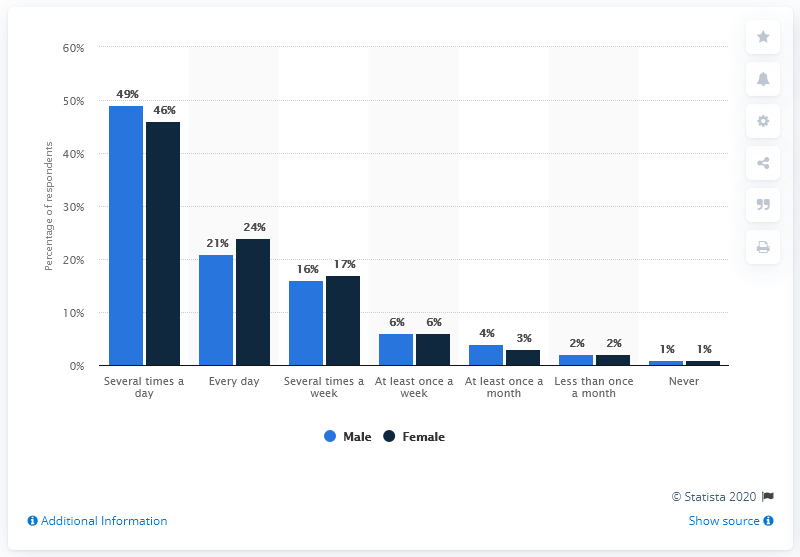 60%
50%
40%
30%
20%
10%
0%
Percentage of respondents
49%
46%
21%
24%
16%
17%
6%
6%
4%
3%
2%
2%
1%
1%
Several times a day
Every day
Several times a week
At least once a week
At least once a month
Less than once a month
Never
Male
Female
© Statista 2020
Additional Information
Show source